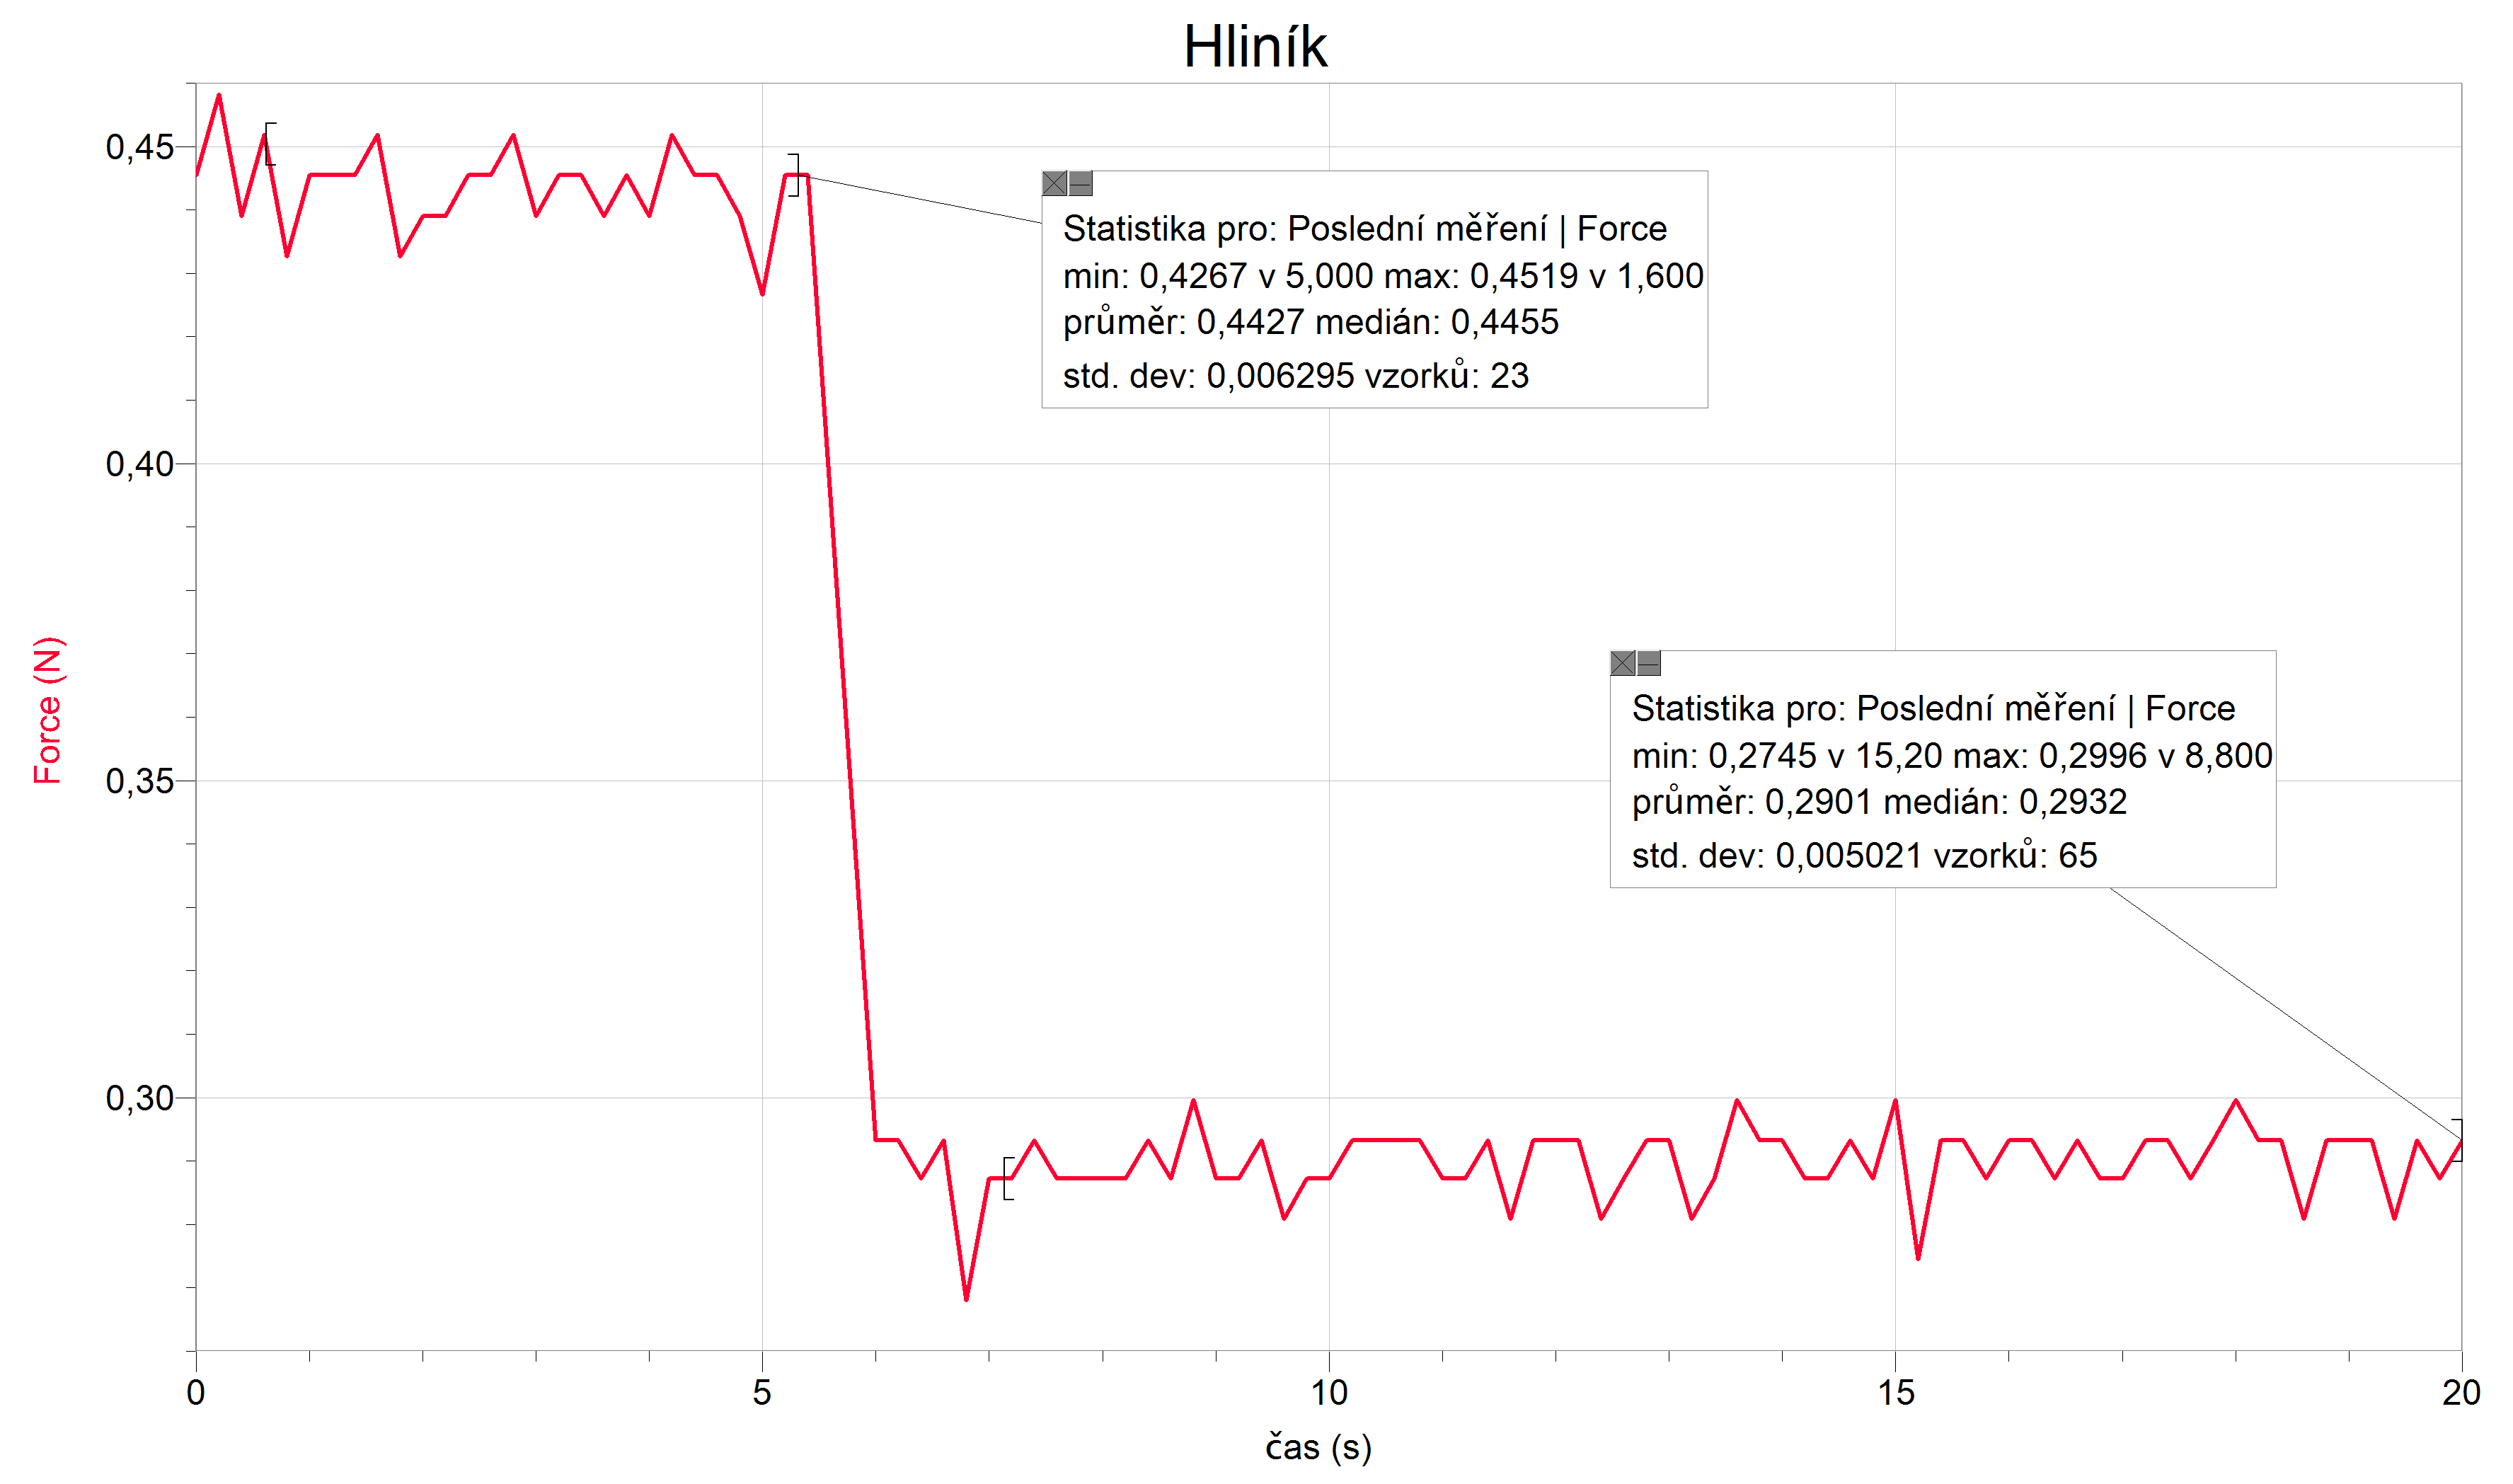 Hliník
0,45
0,40
0,35
0,30
Force (N)
Statistika pro: Poslední měření | Force
min: 0,4267 v 5,000 max: 0,4519 v 1,600
průměr: 0,4427 medián: 0,4455
std. dev: 0,006295 vzorků: 23
Statistika pro: Poslední měření | Force
min: 0,2745 v 15,20 max: 0,2996 v 8,800
průměr: 0,2901 medián: 0,2932
std. dev: 0,005021 vzorků: 65
0 5 10 15 20
čas (s)